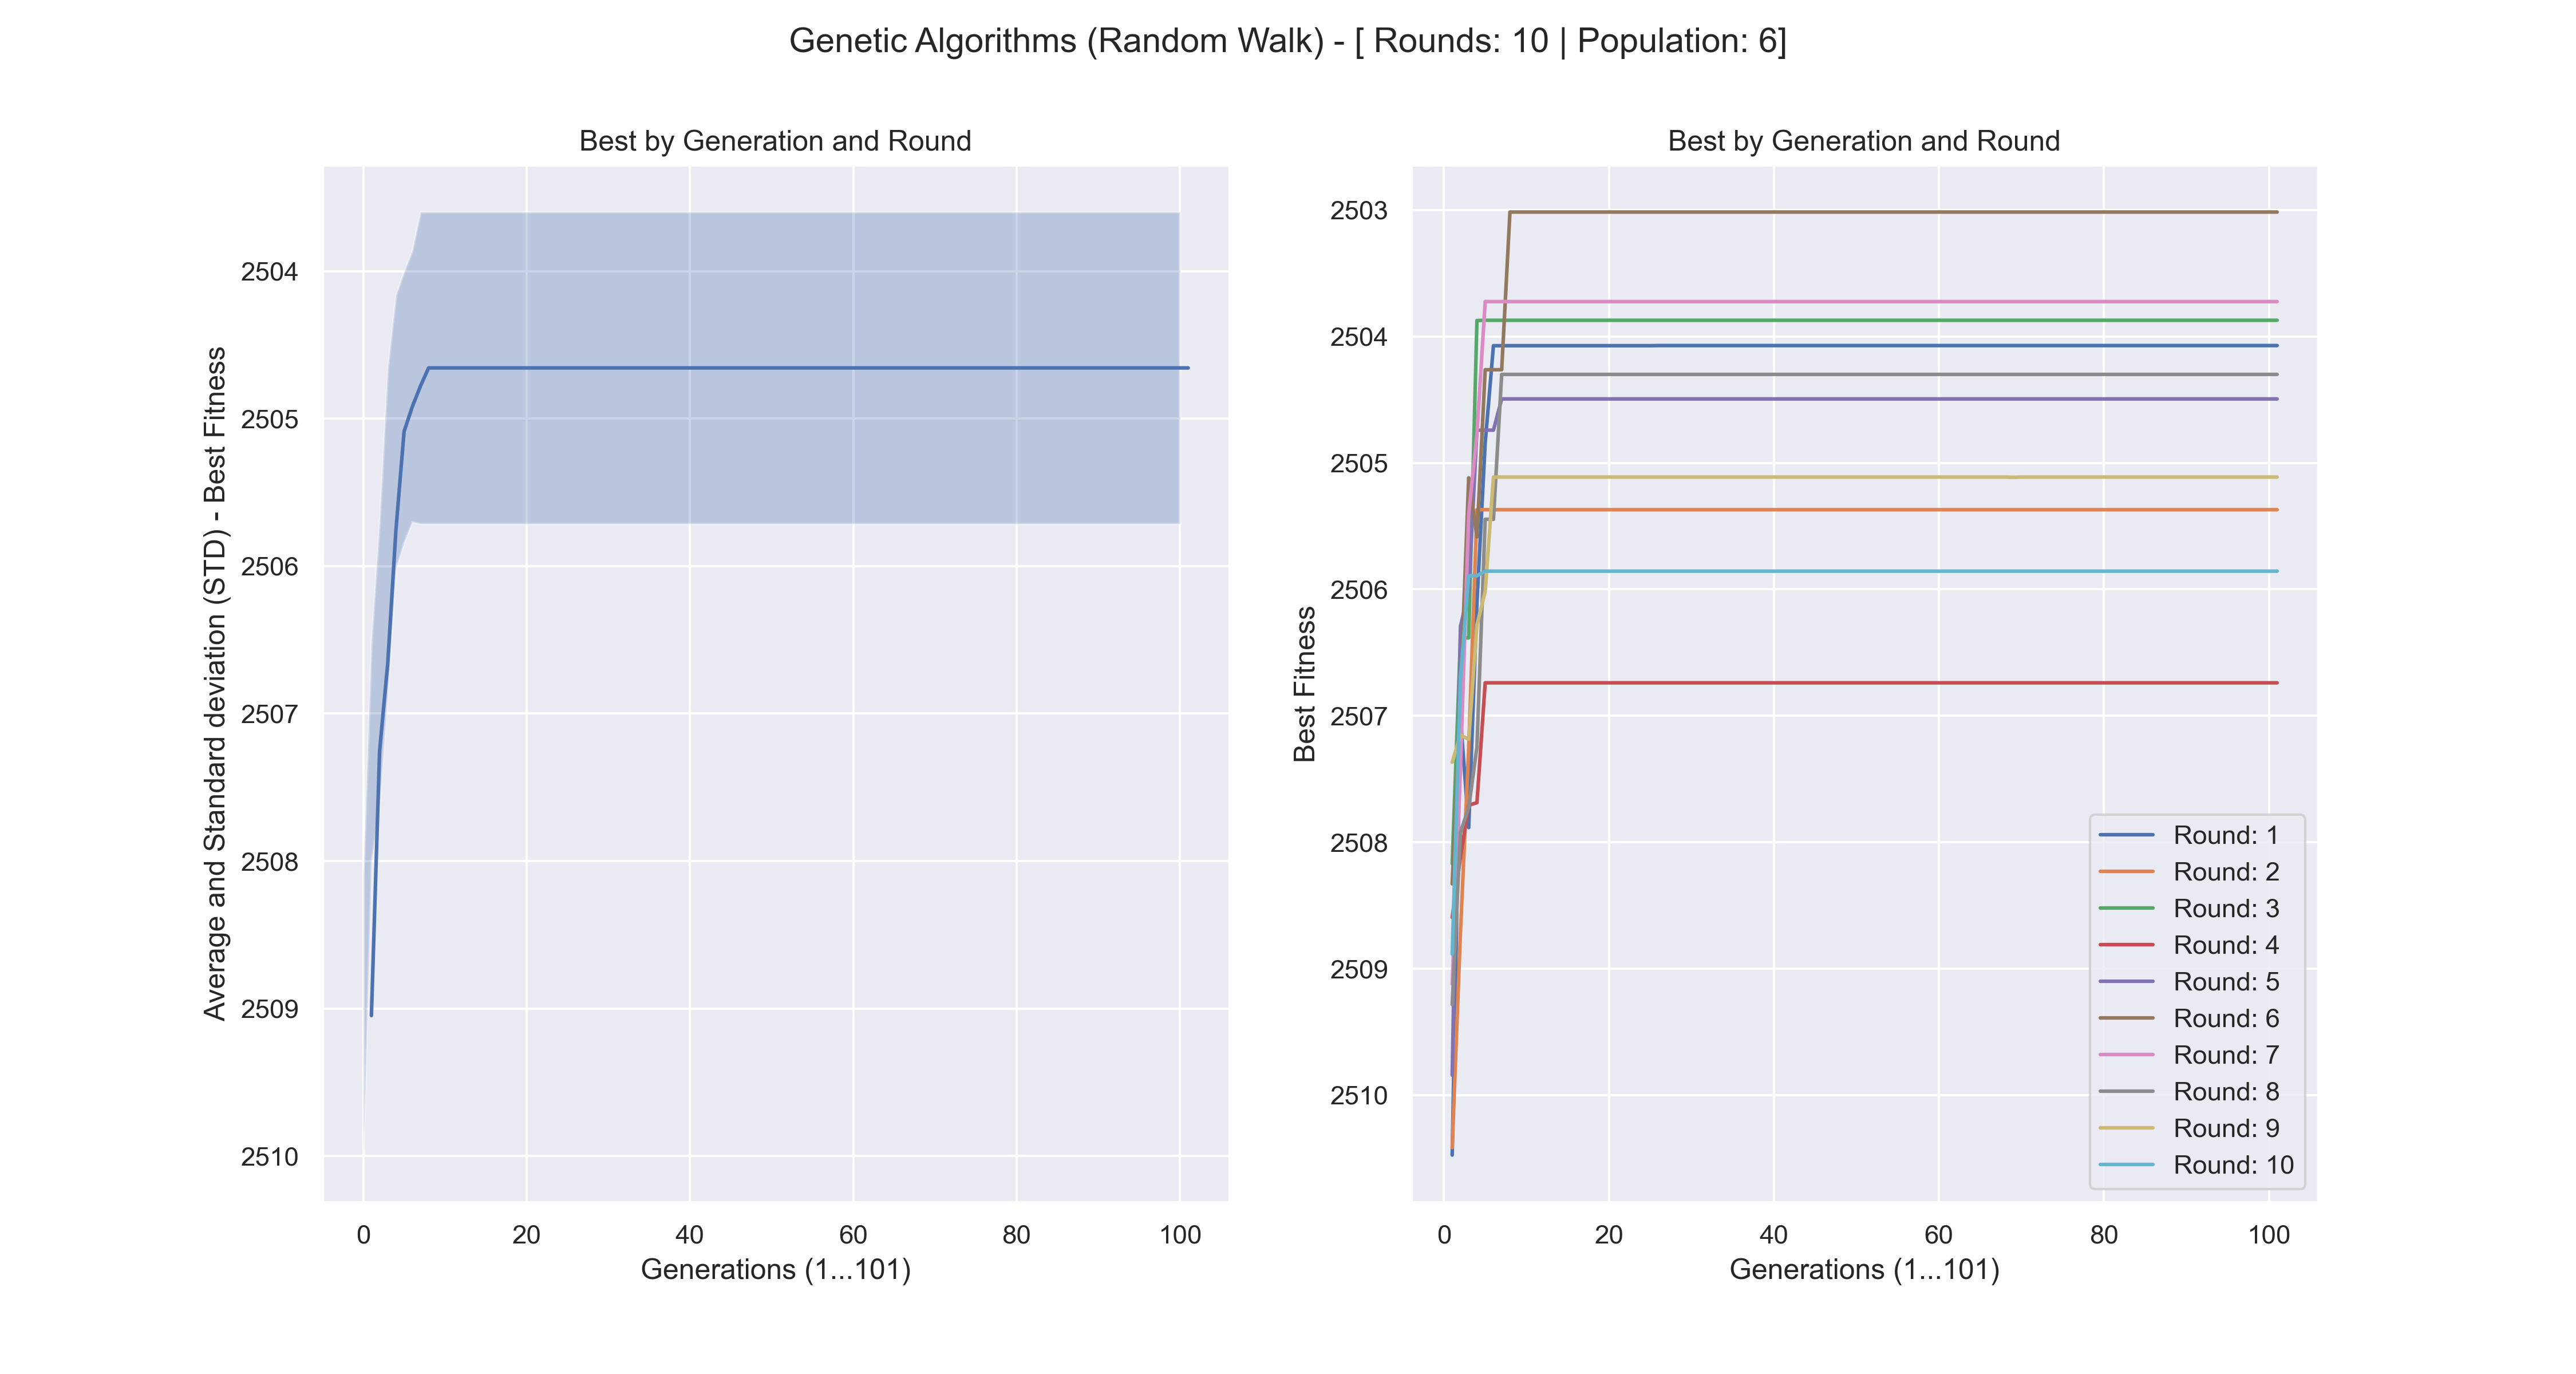 Genetic Algorithms (Random Walk) - [ Rounds: 10 | Population: 6]
Best by Generation and Round
Average and Standard deviation (STD) - Best Fitness
2504
2505
2506
2507
2508
2509
2510
0 20 40 60 80 100
Generations (1...101)
Best by Generation and Round
Best Fitness
2503
2504
2505
2506
2507
2508
2509
2510
0 20 40 60 80 100
Generations (1...101)
Round: 1
Round: 2
Round: 3
Round: 4
Round: 5
Round: 6
Round: 7
Round: 8
Round: 9
Round: 10